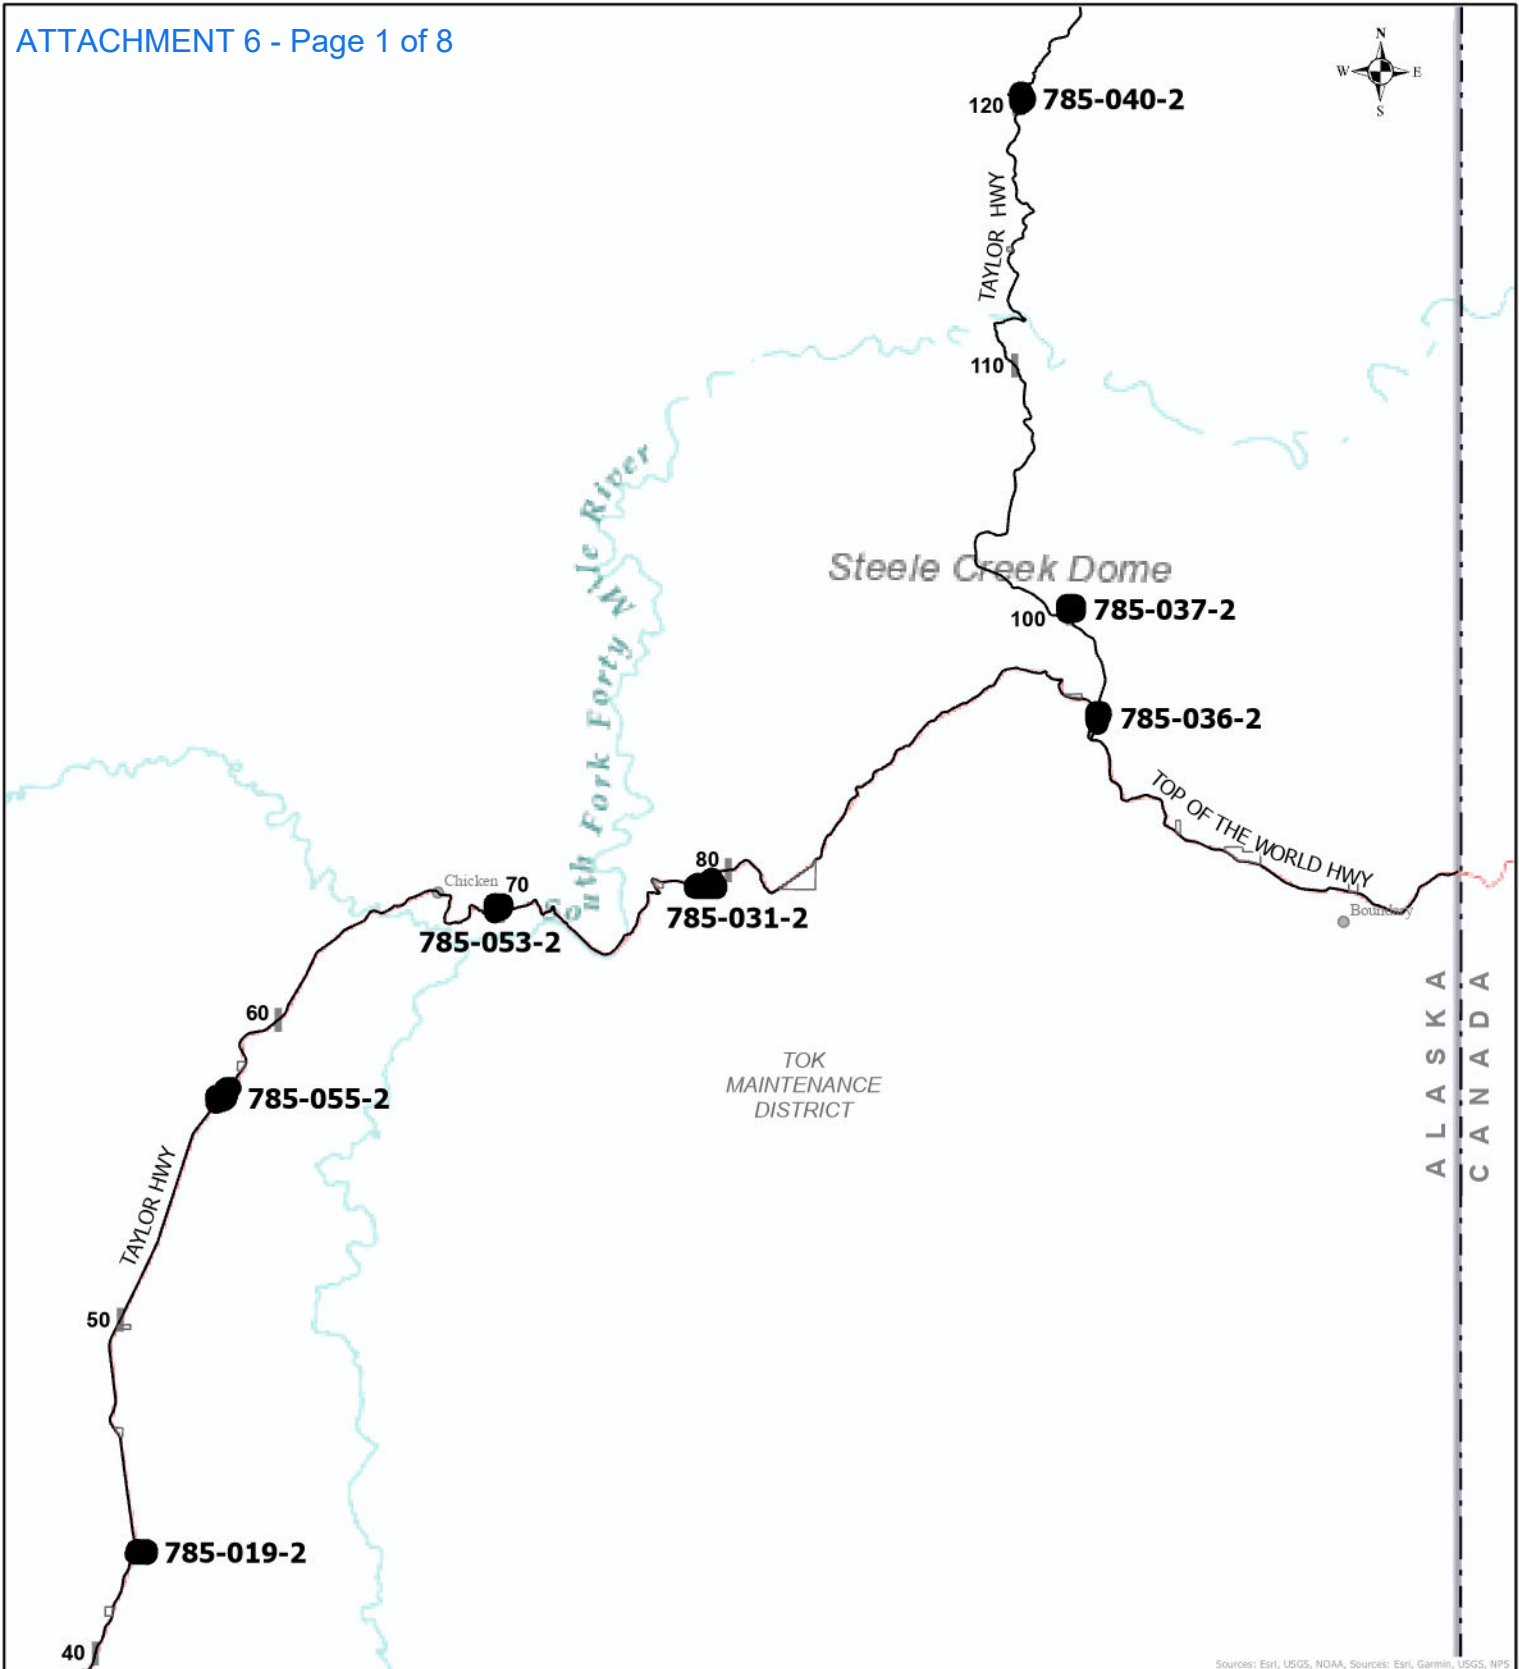 ATTACHMENT 6 - Page 1 of 8
N
W E
S
120 785-040-2
TAYLOR HWY
110
South Fork Forty Mile River
Steele Creek Dome
100 785-037-2
785-036-2
TOP OF THE WORLD HWY
Boundary
80
785-031-2
Chicken 70
785-053-2
60
785-055-2
TOK
MAINTENANCE
DISTRICT
ALASKA
CANADA
TAYLOR HWY
50
785-019-2
40
Sources: Esri, USGS, NOAA, Sources: Esri, Garmin, USGS, NPS